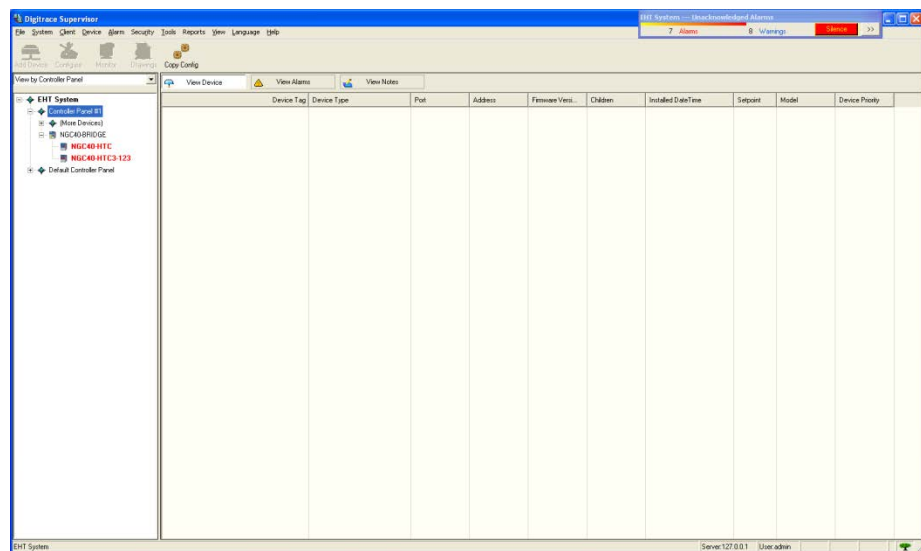 Digitrace Supervisor
EHT System --- Unacknowledged Alarms
7 Alarms 8 Warnings Silence >>
File System Client Device Alarm Security Tools Reports View Language Help
Add Device Configure Monitor Drawings Copy Config
View by Controller Panel
View Device View Alarms View Notes
Device Tag Device Type Port Address Firmware Versi... Children Installed DateTime Setpoint Model Device Priority
EHT System
Controller Panel #1
(More Devices)
NGC40-BRIDGE
NGC40-HTC
NGC40-HTC3-123
Default Controller Panel
EHT System Server:127.0.0.1 User:admin